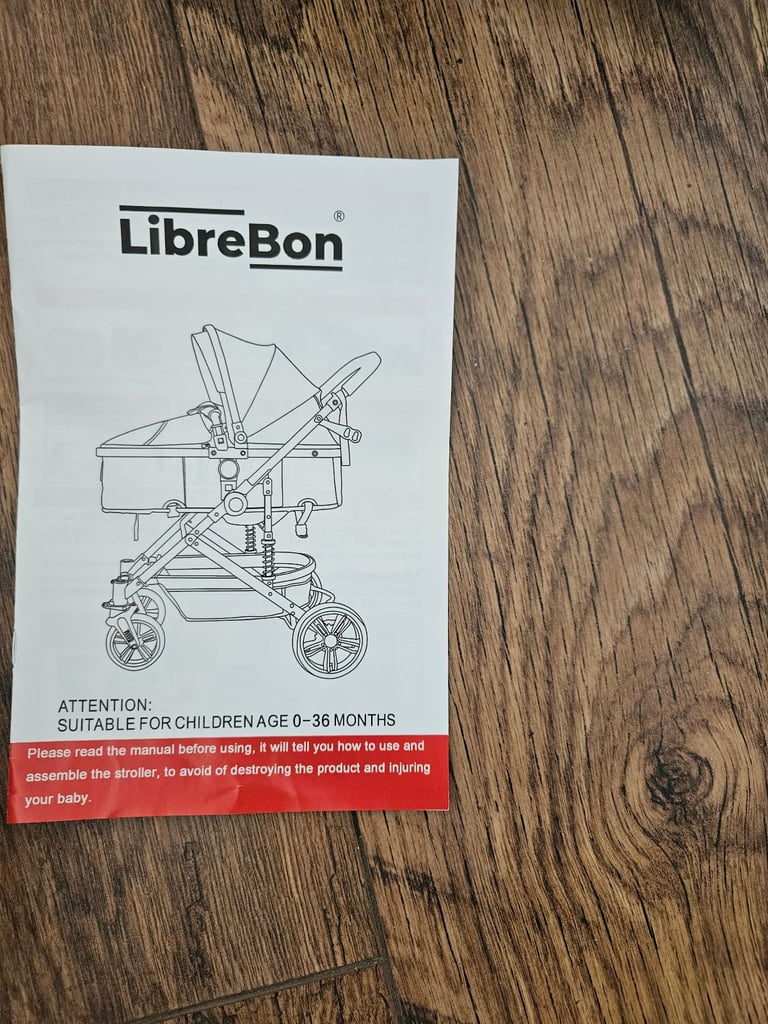 LibreBon®
ATTENTION:
SUITABLE FOR CHILDREN AGE 0-36 MONTHS
Please read the manual before using, it will tell you how to use and
assemble the stroller, to avoid of destroying the product and injuring
your baby.